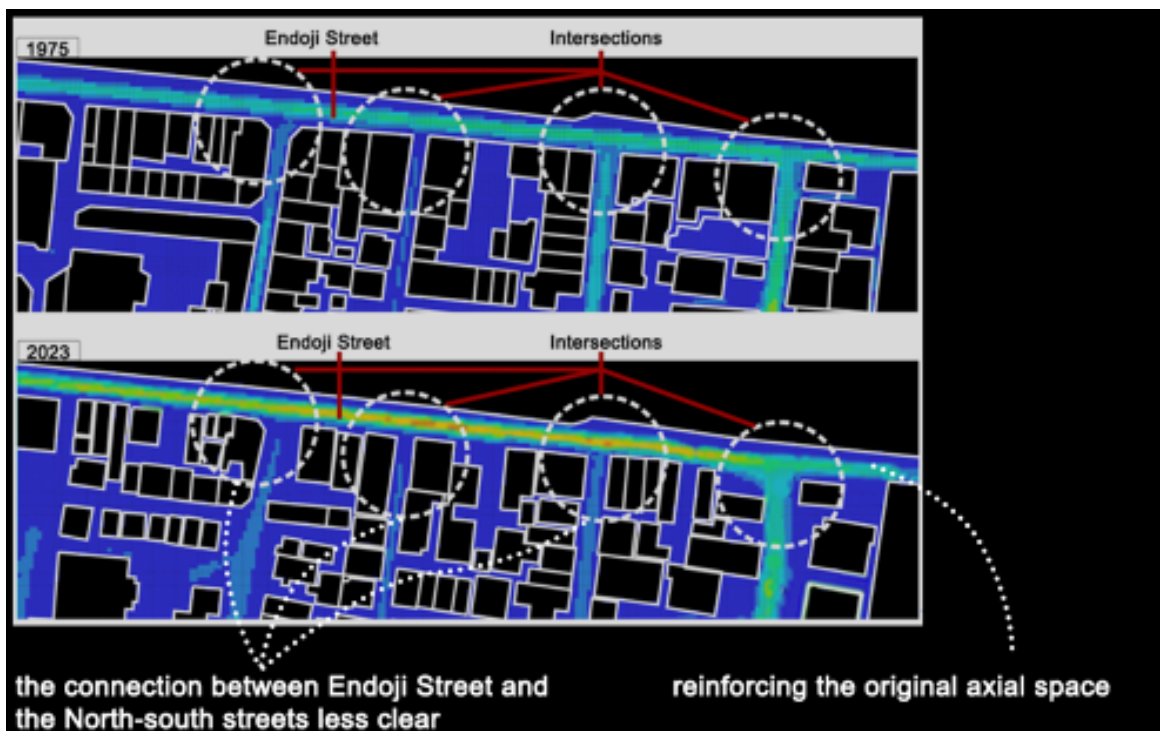 Endoji Street
Intersections
1975
Endoji Street
Intersections
2023
the connection between Endoji Street and
the North-south streets less clear
reinforcing the original axial space